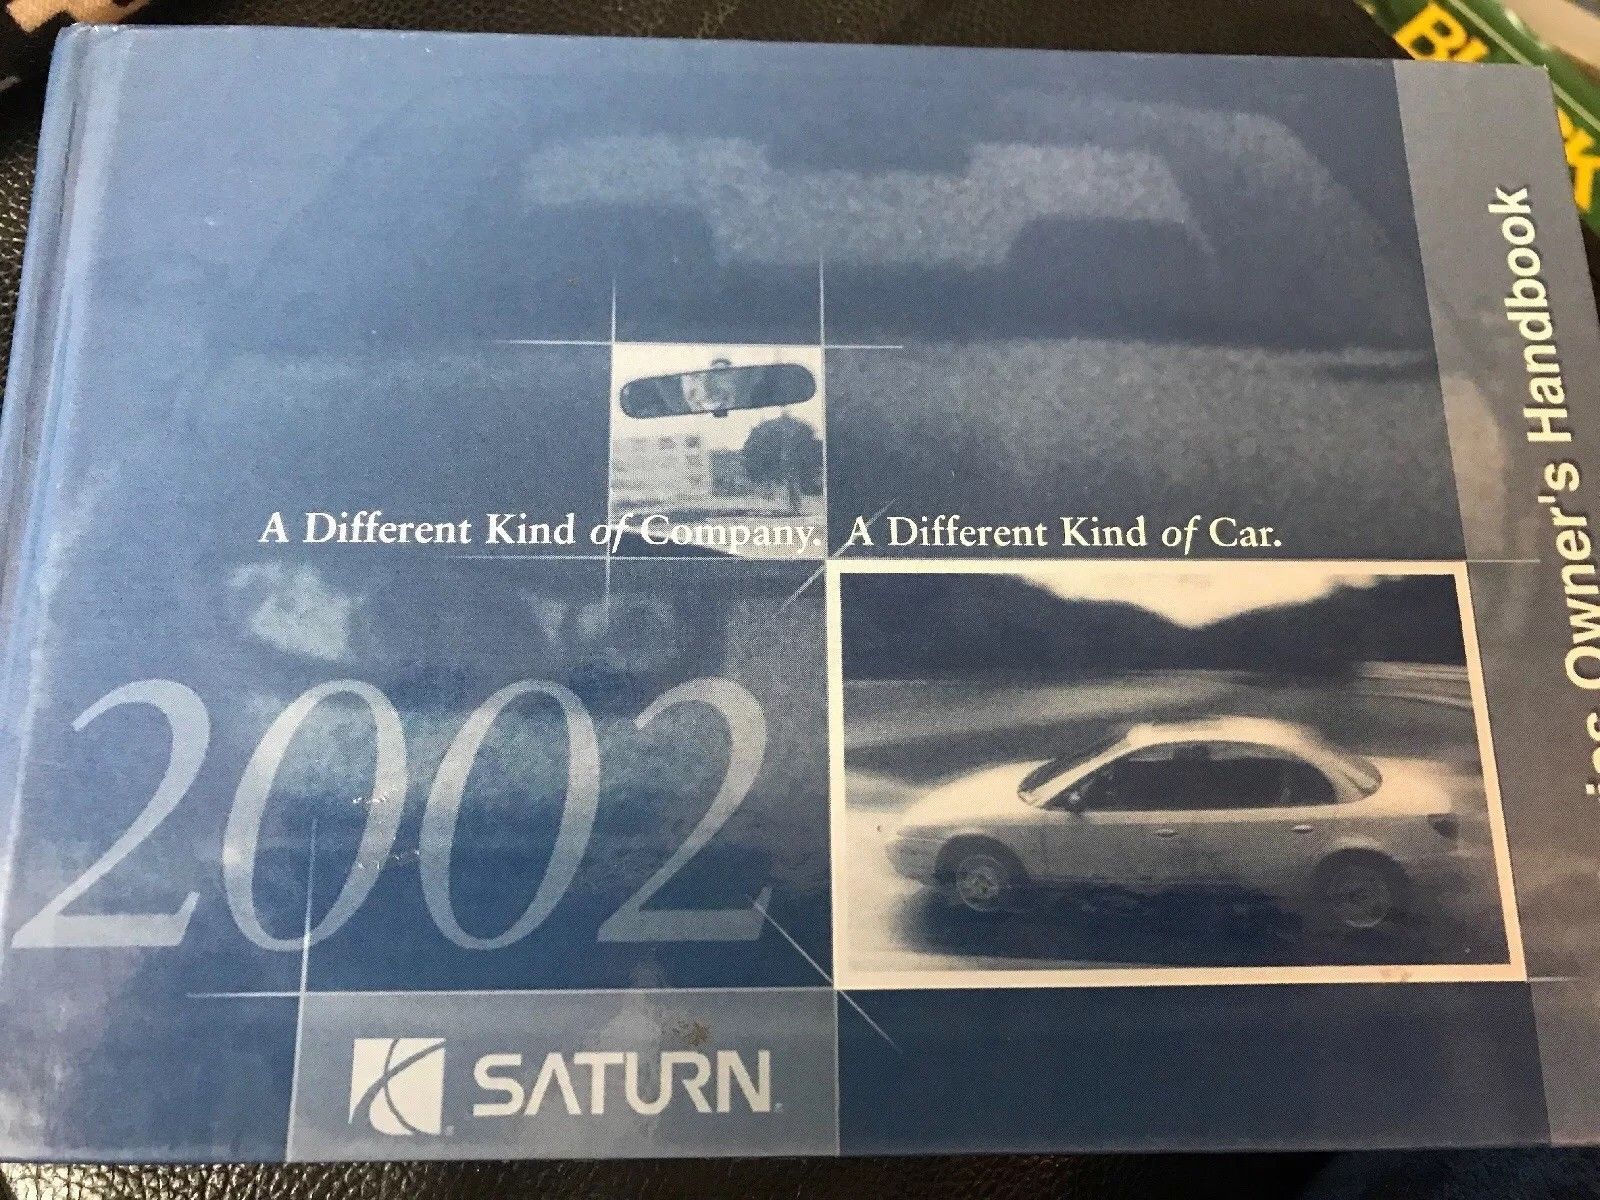 A Different Kind of Company. A Different Kind of Car.
2002
SATURN
Owner's Handbook